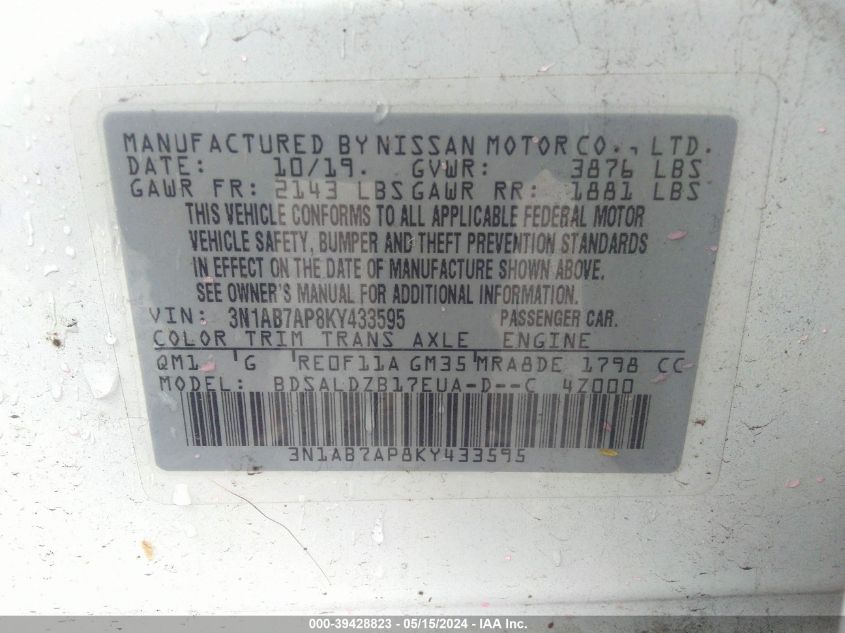 MANUFACTURED BY NISSAN MOTOR CO., LTD.
DATE: 10/19. GVWR: 3876 LBS
GAWR FR: 2143 LBS GAWR RR: 1881 LBS
THIS VEHICLE CONFORMS TO ALL APPLICABLE FEDERAL MOTOR
VEHICLE SAFETY, BUMPER AND THEFT PREVENTION STANDARDS
IN EFFECT ON THE DATE OF MANUFACTURE SHOWN ABOVE.
SEE OWNER'S MANUAL FOR ADDITIONAL INFORMATION.
VIN: 3N1AB7AP8KY433595 PASSENGER CAR.
COLOR TRIM TRANS AXLE ENGINE
QM1 'G 'RE0F11A GM35'MRA8DE 1798 CC
MODEL: BDSALDZB17EUA-D--C 4Z000
3N1AB7AP8KY433595
000-39428823 - 05/15/2024 - IAA Inc.